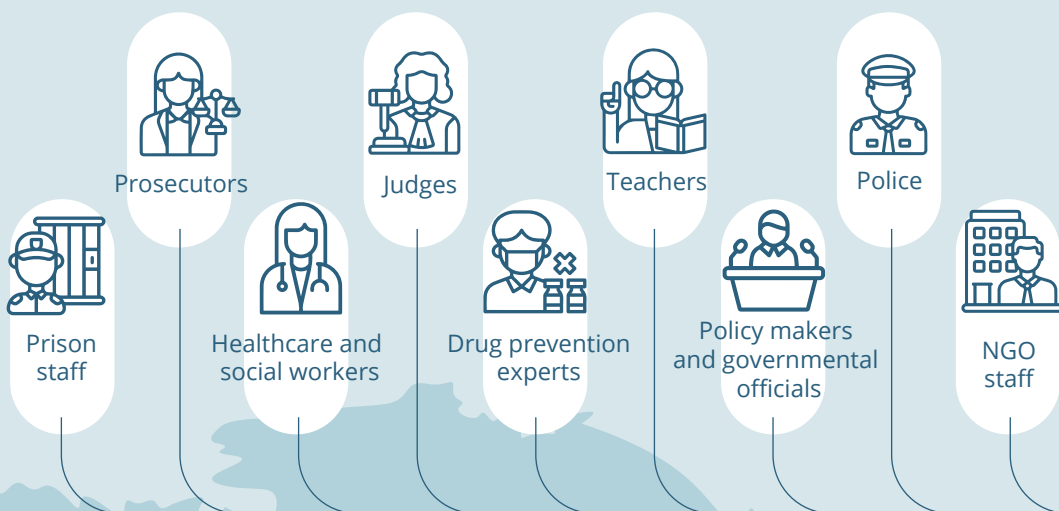 Prosecutors
Judges
Teachers
Police
Prison
staff
Healthcare and
social workers
Drug prevention
experts
Policy makers
and governmental
officials
NGO
staff